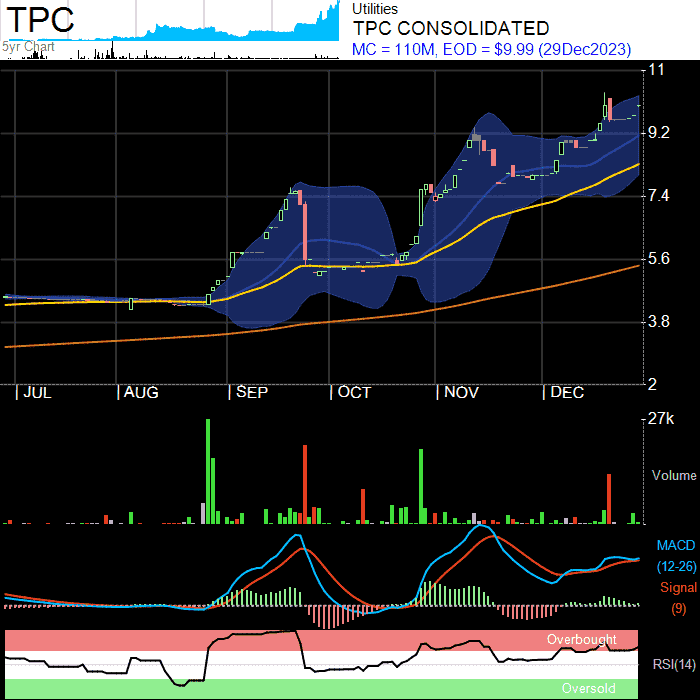 TPC
5yr Chart
Utilities
TPC CONSOLIDATED
MC = 110M, EOD = $9.99 (29Dec2023)
11
9.2
7.4
5.6
3.8
2
JUL
AUG
SEP
OCT
NOV
DEC
27k
Volume
MACD
(12-26)
Signal
(9)
Overbought
RSI(14)
Oversold